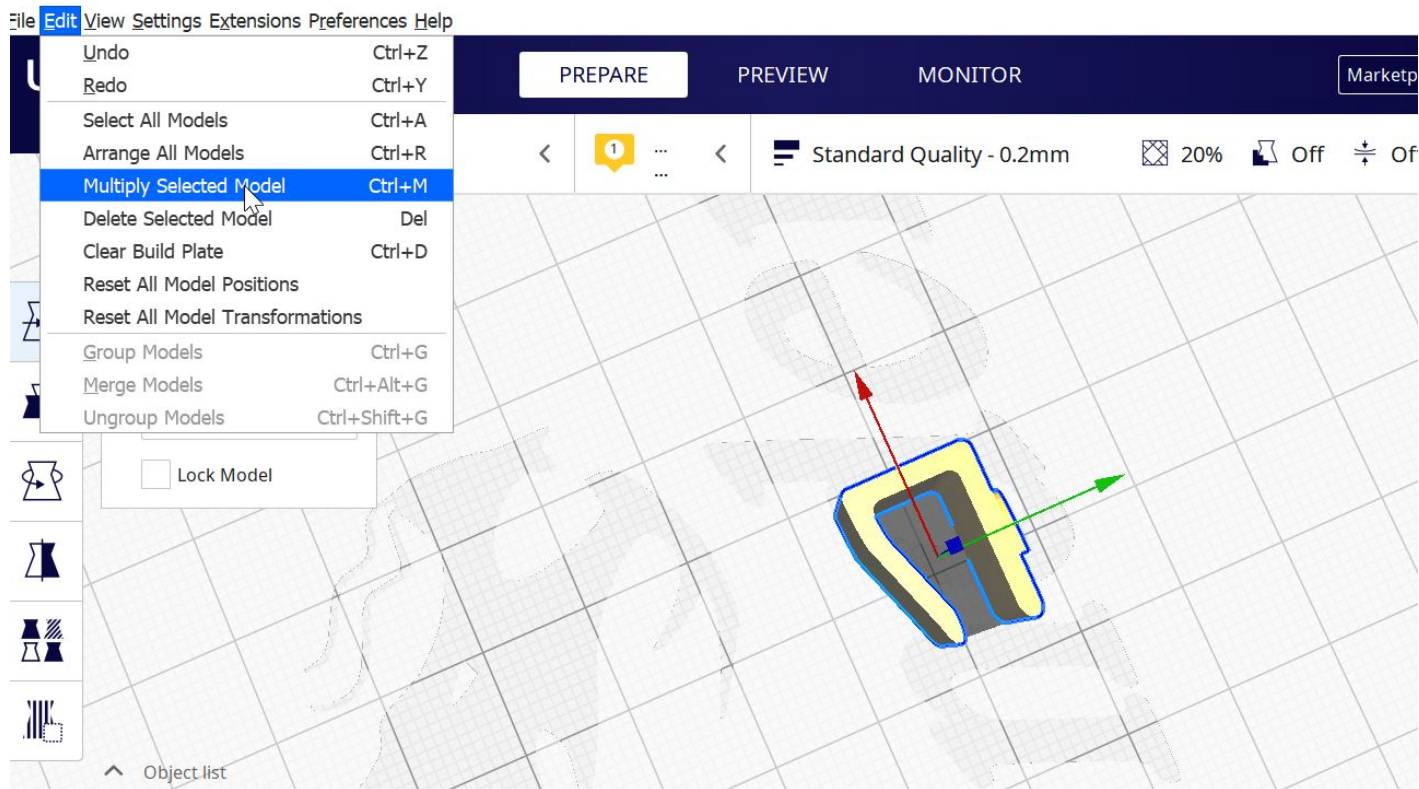 File Edit View Settings Extensions Preferences Help
Undo Ctrl+Z
Redo Ctrl+Y
Select All Models Ctrl+A
Arrange All Models Ctrl+R
Multiply Selected Model Ctrl+M
Delete Selected Model Del
Clear Build Plate Ctrl+D
Reset All Model Positions
Reset All Model Transformations
Group Models Ctrl+G
Merge Models Ctrl+Alt+G
Ungroup Models Ctrl+Shift+G
PREPARE PREVIEW MONITOR
Marketp
1 ... ...
Standard Quality - 0.2mm 20% Off Off
Lock Model
Object list